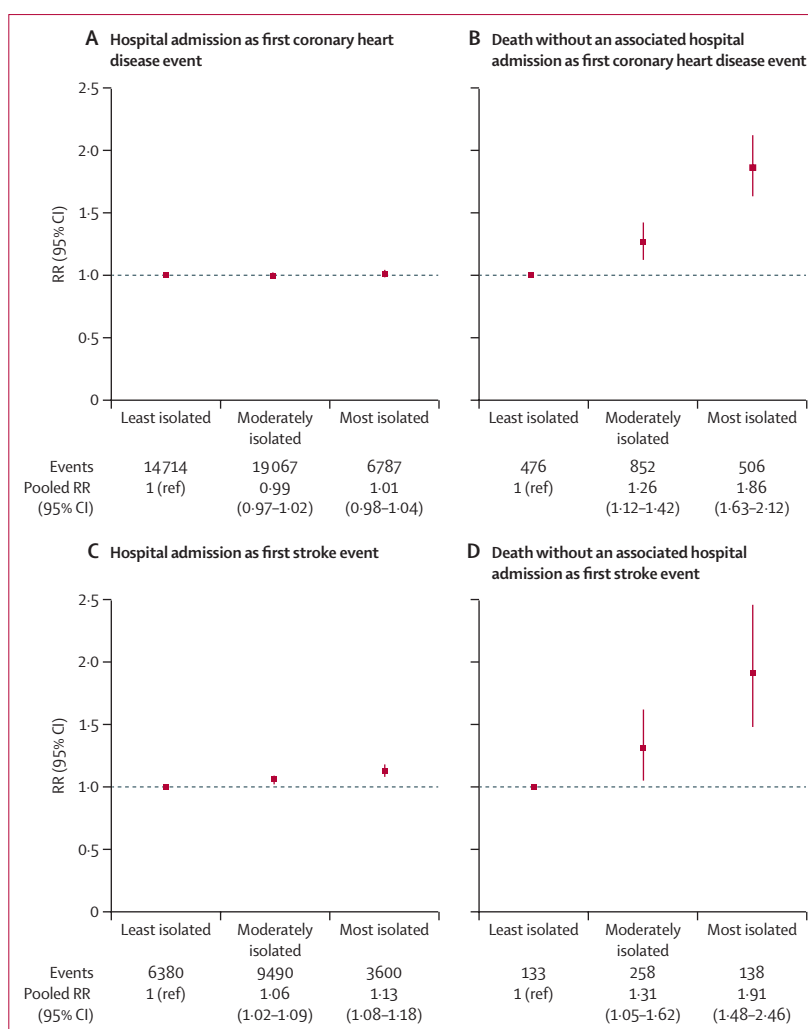 A Hospital admission as first coronary heart
disease event
B Death without an associated hospital
admission as first coronary heart disease event
2·5
2·0
1·5
1·0
0·5
0
RR (95% CI)
Least isolated Moderately isolated Most isolated
Least isolated Moderately isolated Most isolated
Events 14 714 19 067 6787 476 852 506
Pooled RR 1 (ref) 0·99 1·01 1 (ref) 1·26 1·86
(95% CI) (0·97–1·02) (0·98–1·04) (1·12–1·42) (1·63–2·12)
C Hospital admission as first stroke event
D Death without an associated hospital
admission as first stroke event
2·5
2·0
1·5
1·0
0·5
0
RR (95% CI)
Least isolated Moderately isolated Most isolated
Least isolated Moderately isolated Most isolated
Events 6380 9490 3600 133 258 138
Pooled RR 1 (ref) 1·06 1·13 1 (ref) 1·31 1·91
(95% CI) (1·02–1·09) (1·08–1·18) (1·05–1·62) (1·48–2·46)